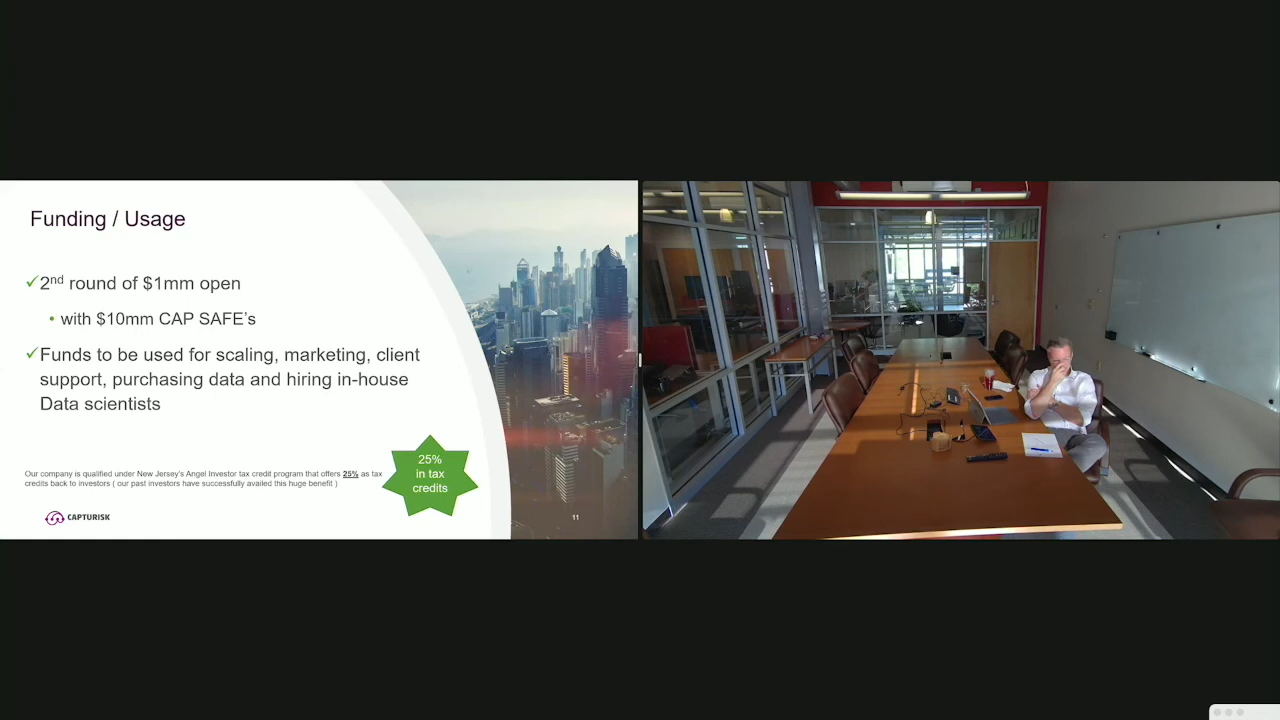 Funding / Usage
✓2nd round of $1mm open
• with $10mm CAP SAFE's
✓Funds to be used for scaling, marketing, client
support, purchasing data and hiring in-house
Data scientists
25%
in tax
credits
Our company is qualified under New Jersey's Angel Investor tax credit program that offers 25% as tax
credits back to investors ( our past investors have successfully availed this huge benefit )
CAPTURISK
11